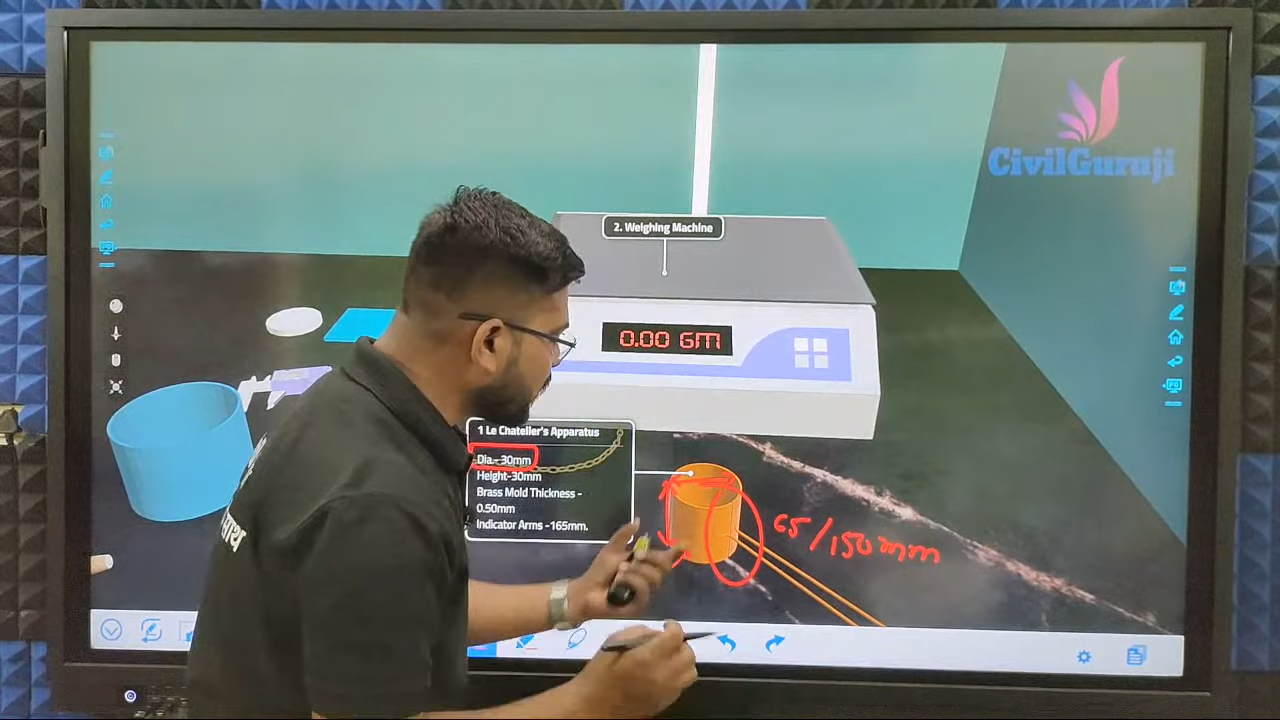 CivilGuruji
2. Weighing Machine
0.00 GM
1 Le Chatelier's Apparatus
Dia.- 30mm
Height-30mm
Brass Mold Thickness -
0.50mm
Indicator Arms -165mm.
65/150mm